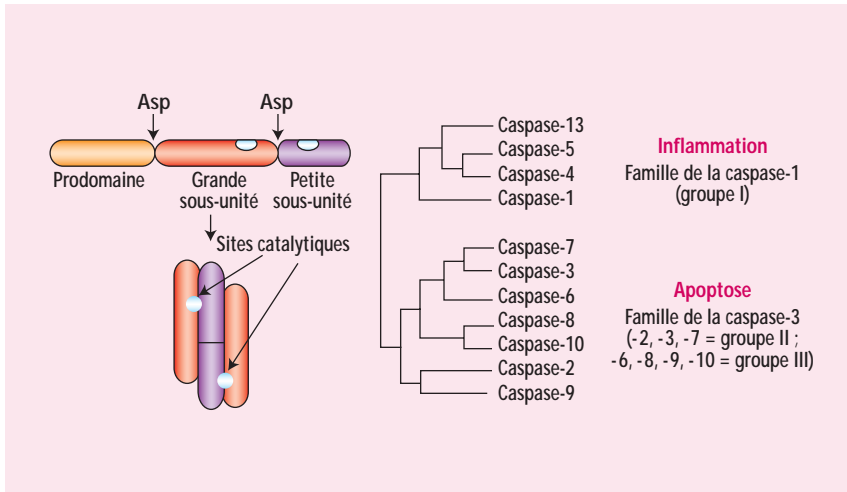 Asp
Asp
Prodomaine
Grande
sous-unité
Petite
sous-unité
Sites catalytiques
Caspase-13
Caspase-5
Caspase-4
Caspase-1
Caspase-7
Caspase-3
Caspase-6
Caspase-8
Caspase-10
Caspase-2
Caspase-9
Inflammation
Famille de la caspase-1
(groupe I)
Apoptose
Famille de la caspase-3
(-2, -3, -7 = groupe II ;
-6, -8, -9, -10 = groupe III)